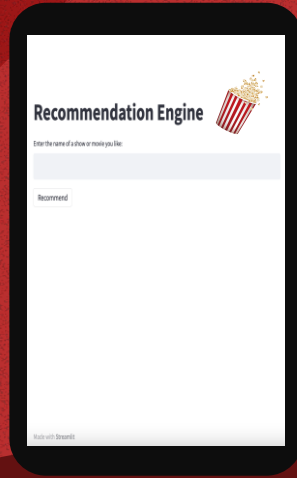 Recommendation Engine
Enter the name of a show or movie you like:
Recommend
Made with Streamlit